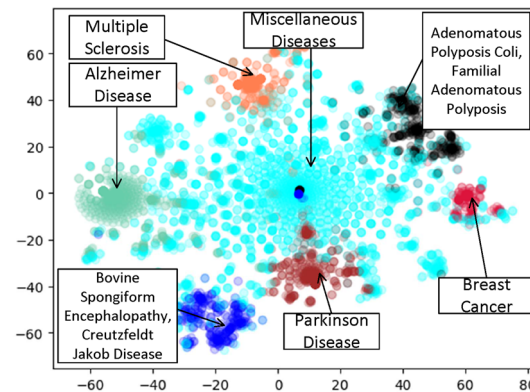 Multiple
Sclerosis
Miscellaneous
Diseases
Adenomatous
Polyposis Coli,
Familial
Adenomatous
Polyposis
Alzheimer
Disease
Bovine
Spongiform
Encephalopathy,
Creutzfeldt
Jakob Disease
Parkinson
Disease
Breast
Cancer
60
40
20
0
−20
−40
−60
−60 −40 −20 0 20 40 60 80